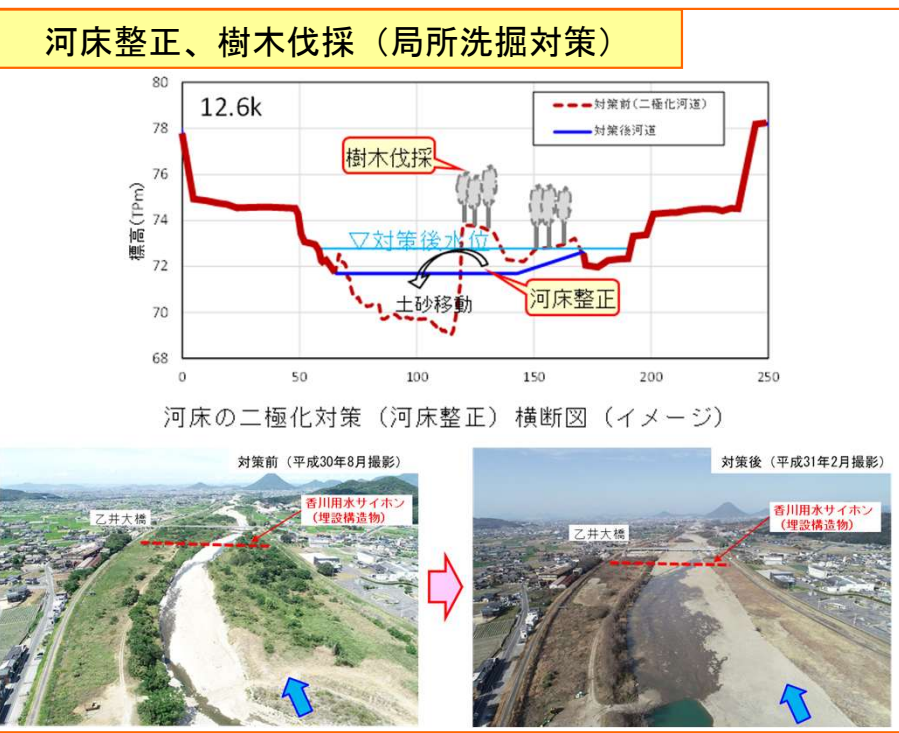 河床整正、樹木伐採（局所洗掘対策）
80
78
76
74
72
70
68
標高(TPm)
12.6k
対策前(二極化河道)
対策後河道
樹木伐採
▽対策後水位
河床整正
土砂移動
0
50
100
150
200
250
河床の二極化対策（河床整正）横断図（イメージ）
対策前（平成30年8月撮影）
香川用水サイホン
（埋設構造物）
乙井大橋
対策後（平成31年2月撮影）
香川用水サイホン
（埋設構造物）
乙井大橋